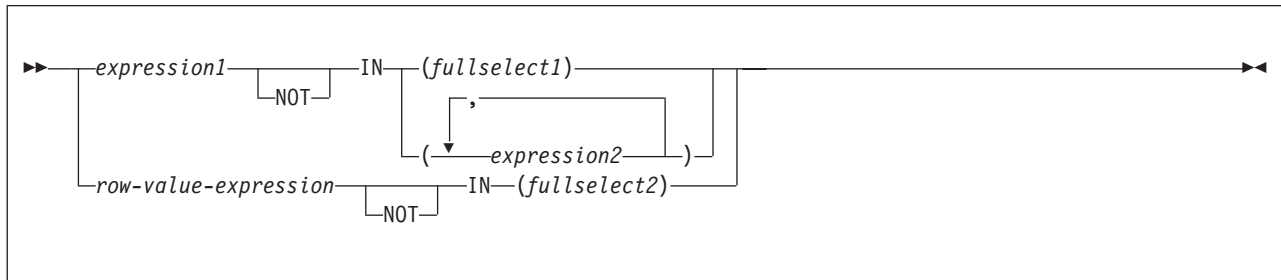 expression1 NOT IN (fullselect1)
( , expression2 )
row-value-expression NOT IN (fullselect2)